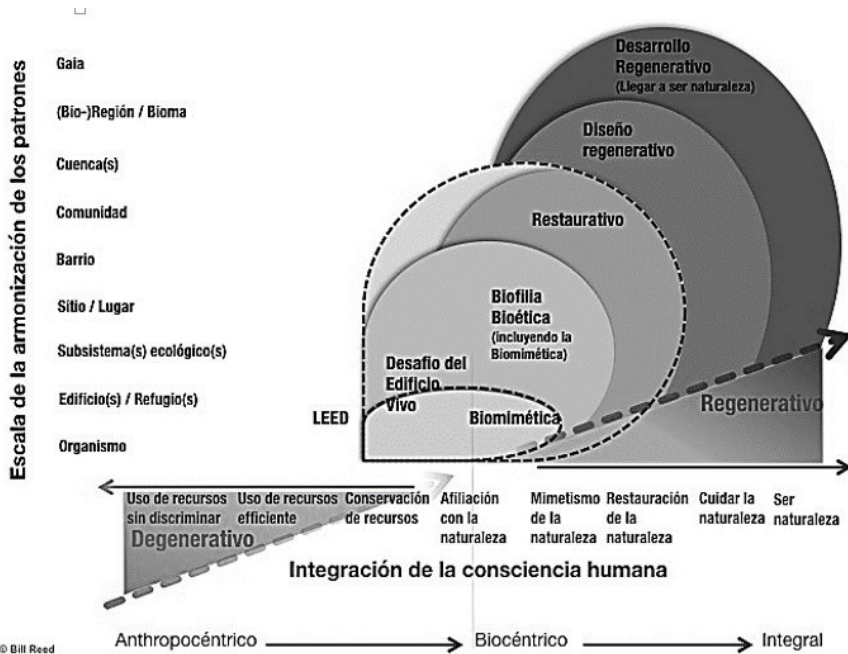 Escala de la armonización de los patrones
Gaia
(Bio-)Región / Bioma
Cuenca(s)
Comunidad
Barrio
Sitio / Lugar
Subsistema(s) ecológico(s)
Edificio(s) / Refugio(s)
Organismo
Desarrollo
Regenerativo
(Llegar a ser naturaleza)
Diseño
regenerativo
Restaurativo
Biofilia
Bioética
(incluyendo la
Biomimética)
Desafio del
Edificio
Vivo
LEED
Biomimética
Regenerativo
Uso de recursos
sin discriminar
Uso de recursos
efficiente
Conservación
de recursos
Afiliación
con la
naturaleza
Mimetismo
de la
naturaleza
Restauración
de la
naturaleza
Cuidar la
naturaleza
Ser
naturaleza
Degenerativo
Integración de la consciencia humana
© Bill Reed
Anthropocéntrico
Biocéntrico
Integral